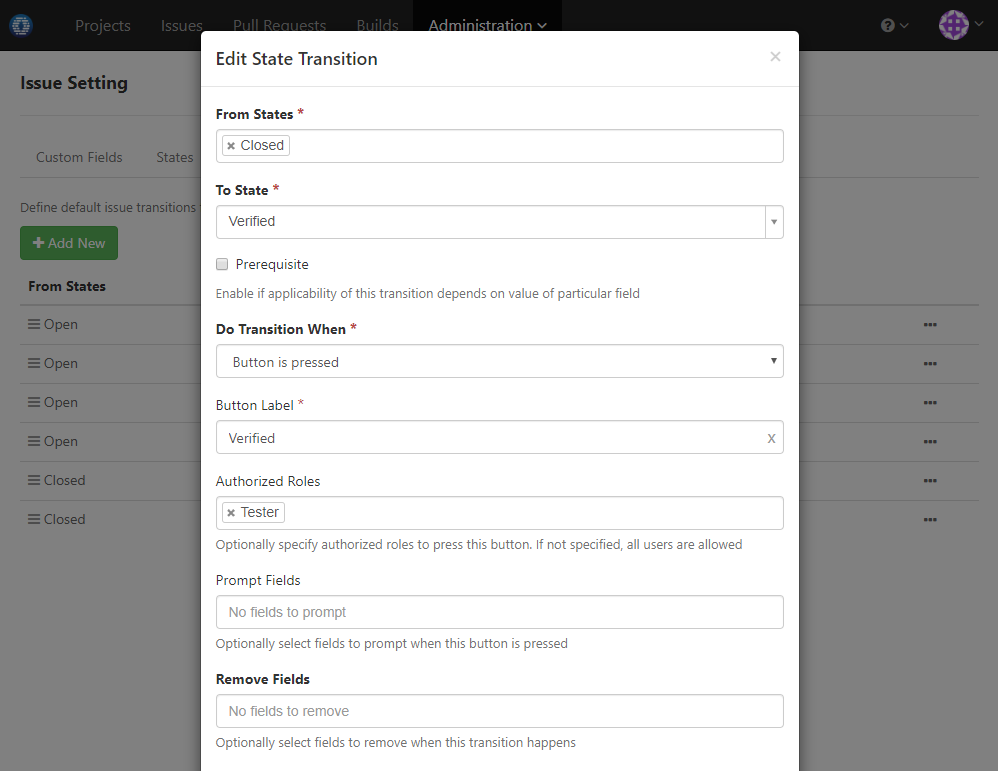 Projects Issues Pull Requests Builds Administration
Edit State Transition
×
Issue Setting
From States *
× Closed
Custom Fields States
To State *
Verified
Define default issue transitions
Add New
Prerequisite
Enable if applicability of this transition depends on value of particular field
From States
Do Transition When *
Open
Button is pressed
Open
Open
Button Label *
Verified X
Open
Closed
Authorized Roles
× Tester
Closed
Optionally specify authorized roles to press this button. If not specified, all users are allowed
Prompt Fields
No fields to prompt
Optionally select fields to prompt when this button is pressed
Remove Fields
No fields to remove
Optionally select fields to remove when this transition happens